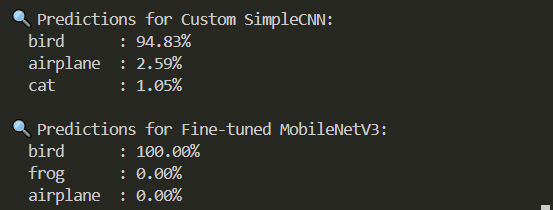 🔍 Predictions for Custom SimpleCNN:
bird : 94.83%
airplane : 2.59%
cat : 1.05%
🔍 Predictions for Fine-tuned MobileNetV3:
bird : 100.00%
frog : 0.00%
airplane : 0.00%